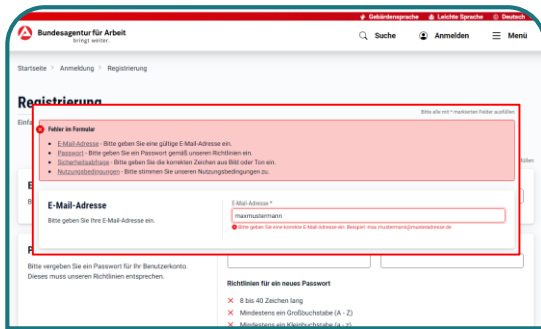 Gebärdensprache Leichte Sprache Deutsch
Bundesagentur für Arbeit
bringt weiter.
Suche Anmelden Menü
Startseite Anmeldung Registrierung
Registrierung
Bitte alle mit * markierten Felder ausfüllen
Fehler im Formular
E-Mail-Adresse - Bitte geben Sie eine gültige E-Mail-Adresse ein.
Passwort - Bitte geben Sie ein Passwort gemäß unseren Richtlinien ein.
Sicherheitsabfrage - Bitte geben Sie die korrekten Zeichen aus Bild oder Ton ein.
Nutzungsbedingungen - Bitte stimmen Sie unseren Nutzungsbedingungen zu.
E-Mail-Adresse
Bitte geben Sie Ihre E-Mail-Adresse ein.
E-Mail-Adresse *
maxmustermann
Bitte geben Sie eine korrekte E-Mail-Adresse ein. Beispiel: max.mustermann@musteradresse.de
Bitte vergeben Sie ein Passwort für Ihr Benutzerkonto.
Dieses muss unseren Richtlinien entsprechen.
Richtlinien für ein neues Passwort
8 bis 40 Zeichen lang
Mindestens ein Großbuchstabe (A - Z)
Mindestens ein Kleinbuchstabe (a - z)